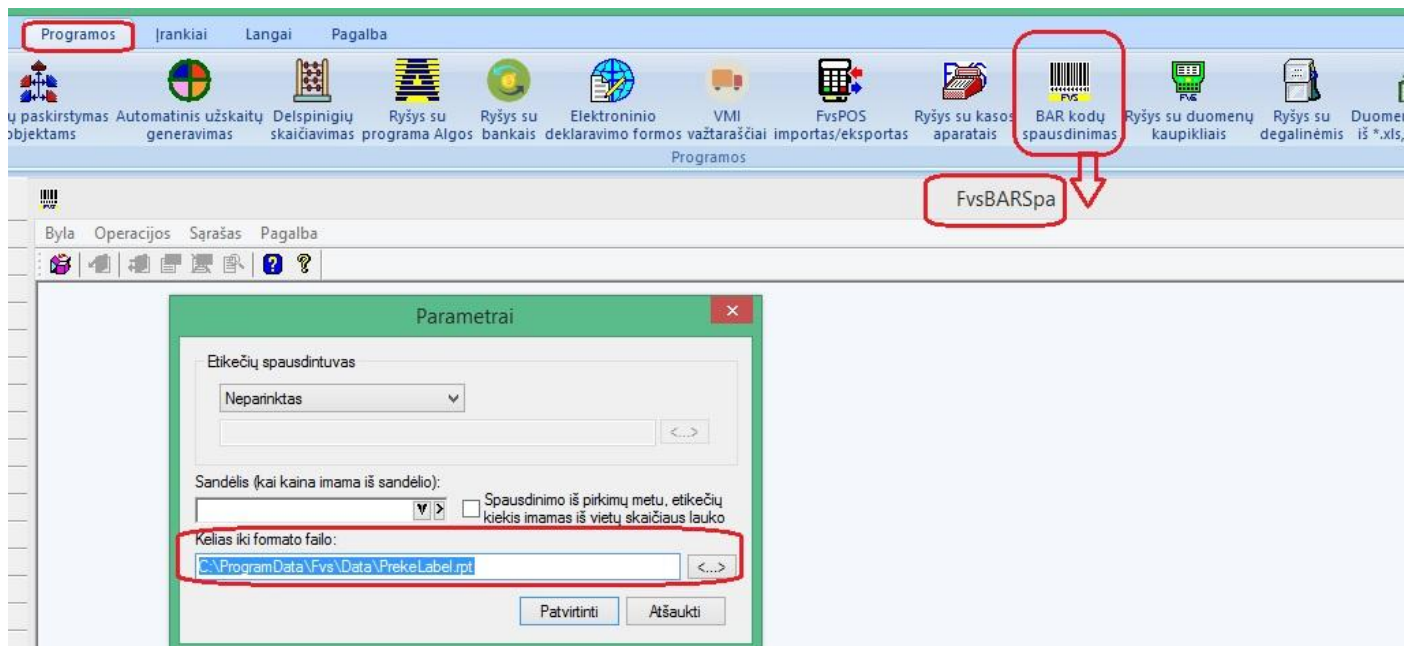 Programos Įrankiai Langai Pagalba
ų paskirstymas Automatinis užskaitų Delspinigių Ryšys su Ryšys su Elektroninio VMI FvsPOS Ryšys su kasos BAR kodų Ryšys su duomenų Ryšys su Duomen
objektams generavimas skaičiavimas programa Algos bankais deklaravimo formos važtaraščiai importas/eksportas aparatais spausdinimas kaupikliais degalinėmis iš *.xls,
Programos
FvsBARSpa
Byla Operacijos Sąrašas Pagalba
Parametrai
Etikečių spausdintuvas
Neparinktas
<...>
Sandėlis (kai kaina imama iš sandėlio):
Spausdinimo iš pirkimų metu, etikečių
kiekis imamas iš vietų skaičiaus lauko
Kelias iki formato failo:
C:\ProgramData\Fvs\Data\PrekeLabel.rpt <...>
Patvirtinti Atšaukti